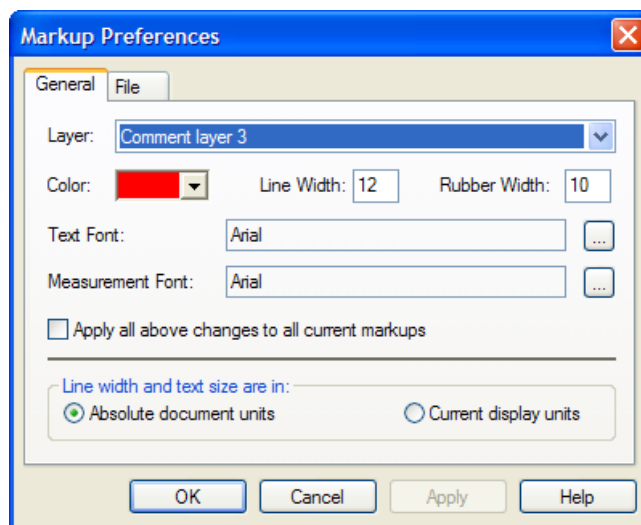 Markup Preferences
General File
Layer: Comment layer 3
Color: Line Width: 12 Rubber Width: 10
Text Font: Arial ...
Measurement Font: Arial ...
Apply all above changes to all current markups
Line width and text size are in:
Absolute document units Current display units
OK Cancel Apply Help